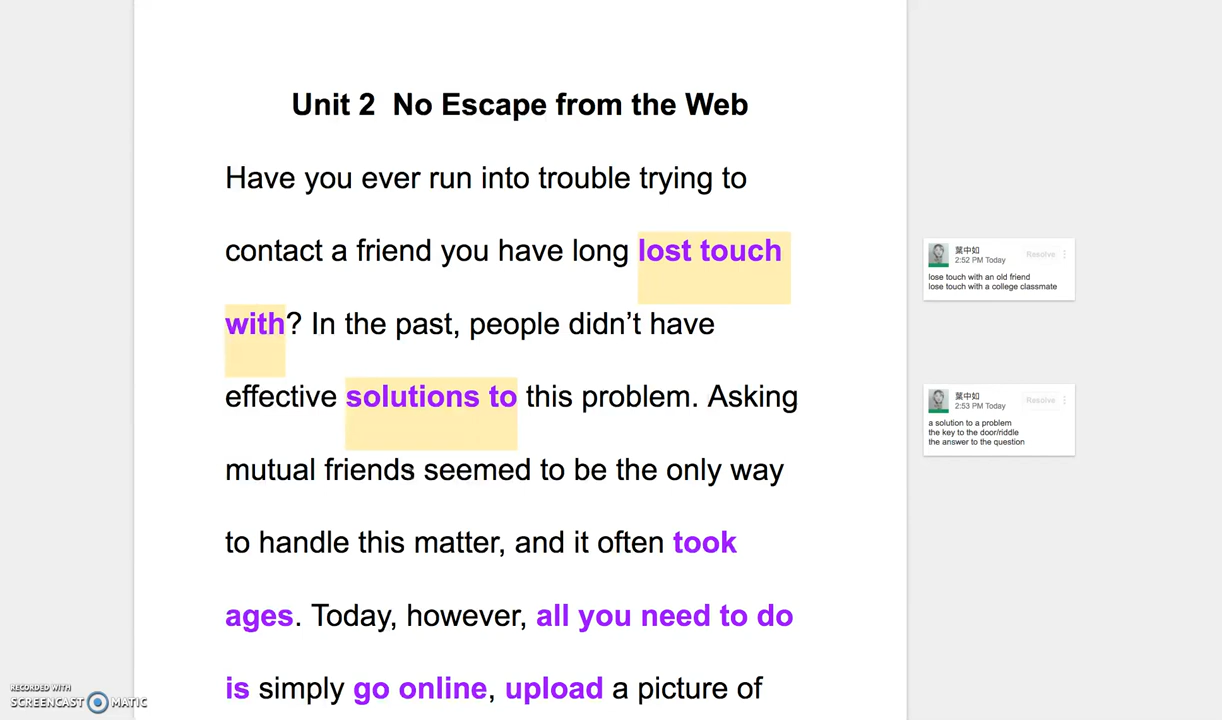 Unit 2 No Escape from the Web
Have you ever run into trouble trying to
contact a friend you have long lost touch
with? In the past, people didn’t have
effective solutions to this problem. Asking
mutual friends seemed to be the only way
to handle this matter, and it often took
ages. Today, however, all you need to do
is simply go online, upload a picture of
葉中如
2:52 PM Today
Resolve
lose touch with an old friend
lose touch with a college classmate
葉中如
2:53 PM Today
Resolve
a solution to a problem
the key to the door/riddle
the answer to the question
RECORDED WITH
SCREENCAST MATIC